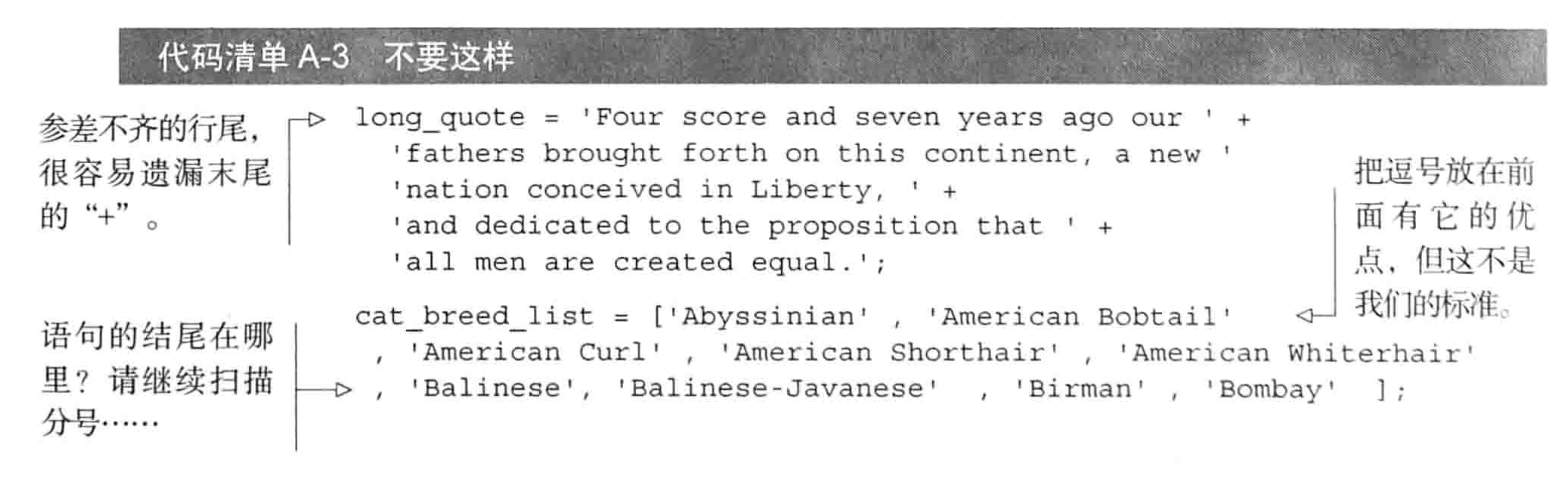 代码清单 A-3 不要这样
参差不齐的行尾，
很容易遗漏末尾
的“+”。
long_quote = 'Four score and seven years ago our ' +
'fathers brought forth on this continent, a new '
'nation conceived in Liberty, ' +
'and dedicated to the proposition that ' +
'all men are created equal.';
把逗号放在前
面有它的优
点，但这不是
我们的标准。
语句的结尾在哪
里？请继续扫描
分号……
cat_breed_list = ['Abyssinian' , 'American Bobtail'
, 'American Curl' , 'American Shorthair' , 'American Whiterhair'
, 'Balinese', 'Balinese-Javanese' , 'Birman' , 'Bombay' ];